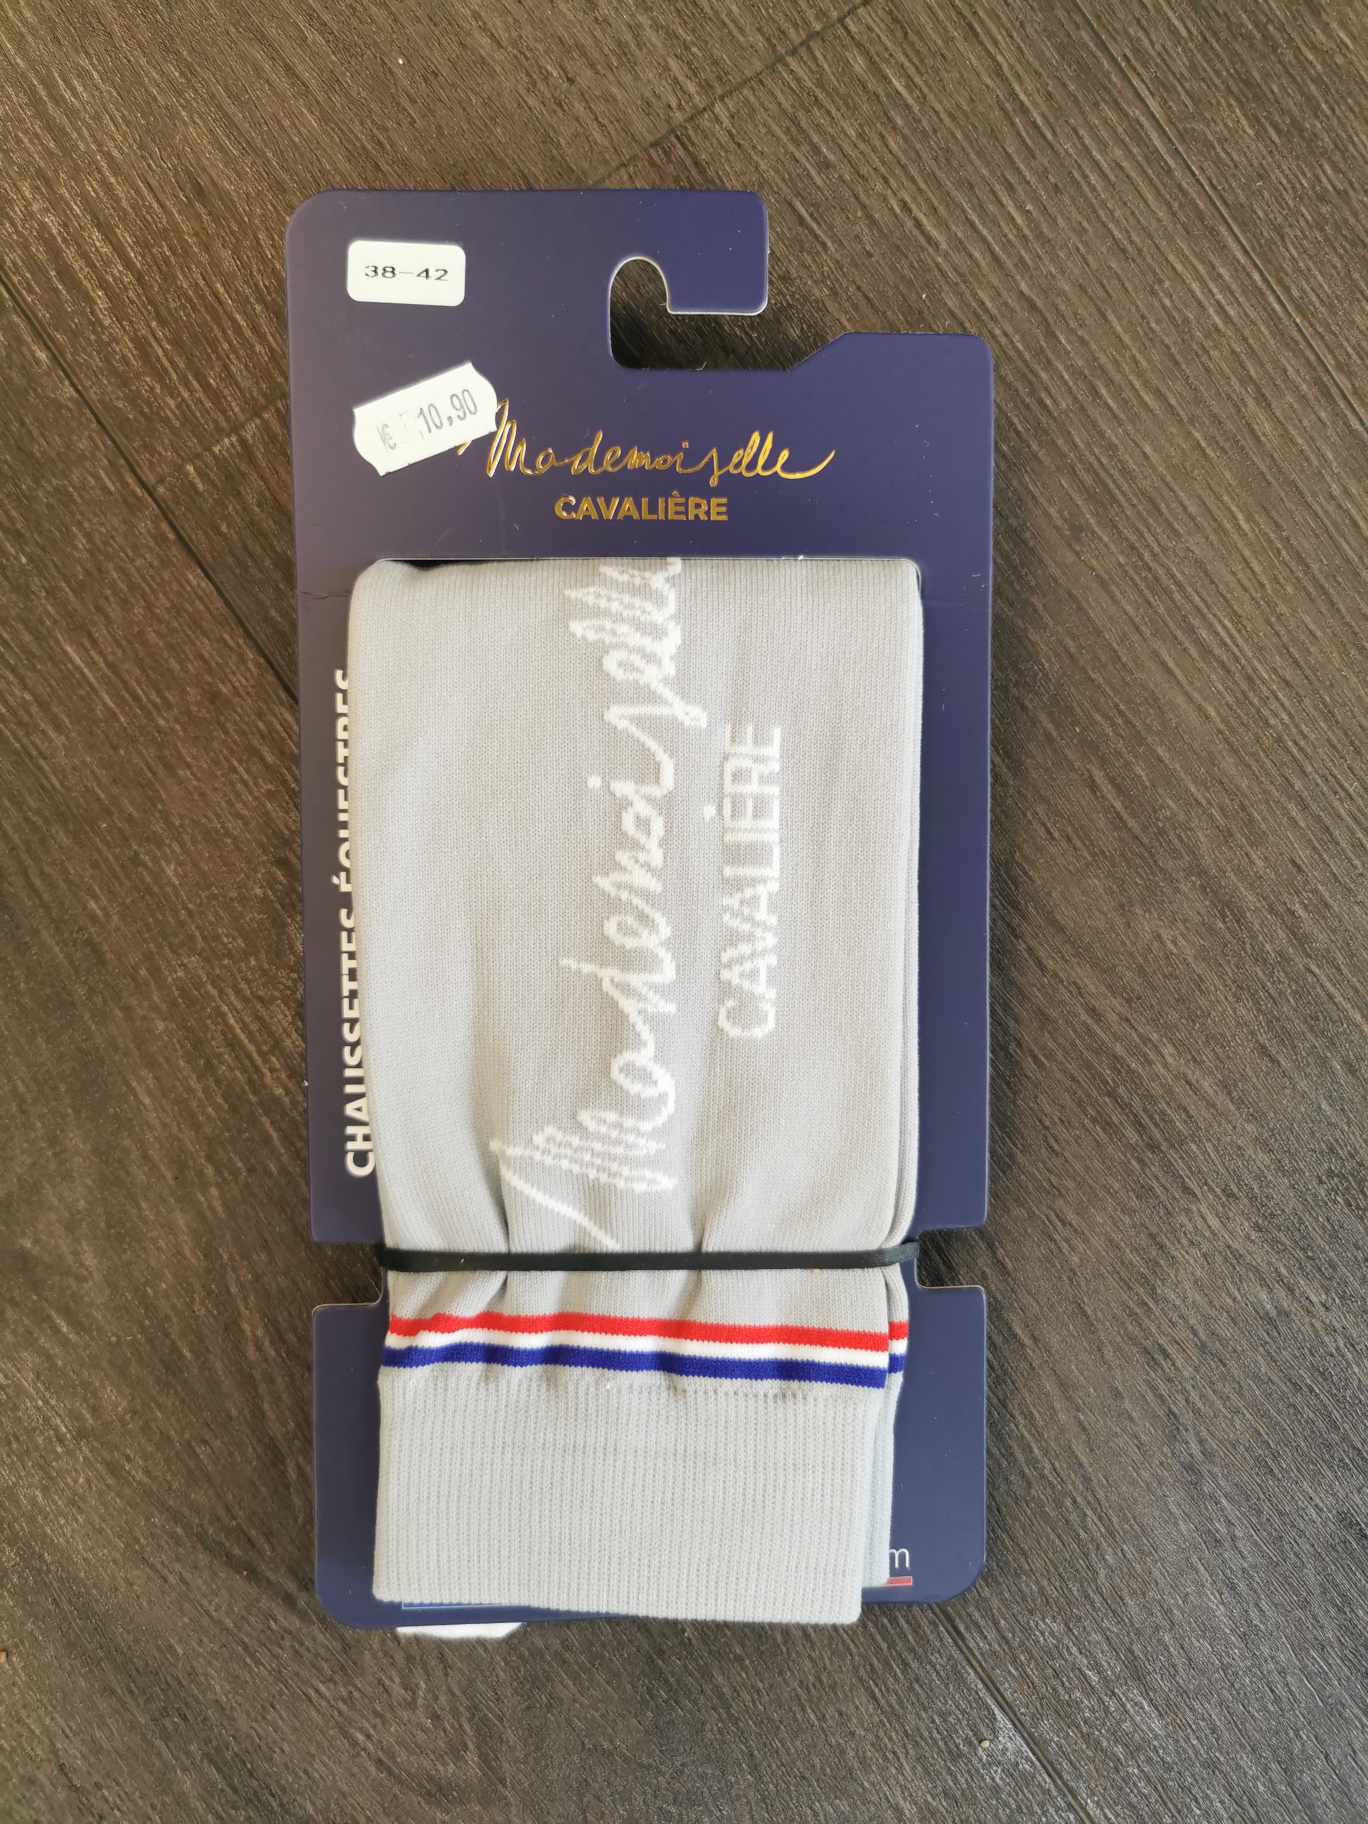 38-42
€ 10,90
Mademoiselle
CAVALIÈRE
CHAUSSETTES ÉQUESTRES
Mademoiselle
CAVALIÈRE
m